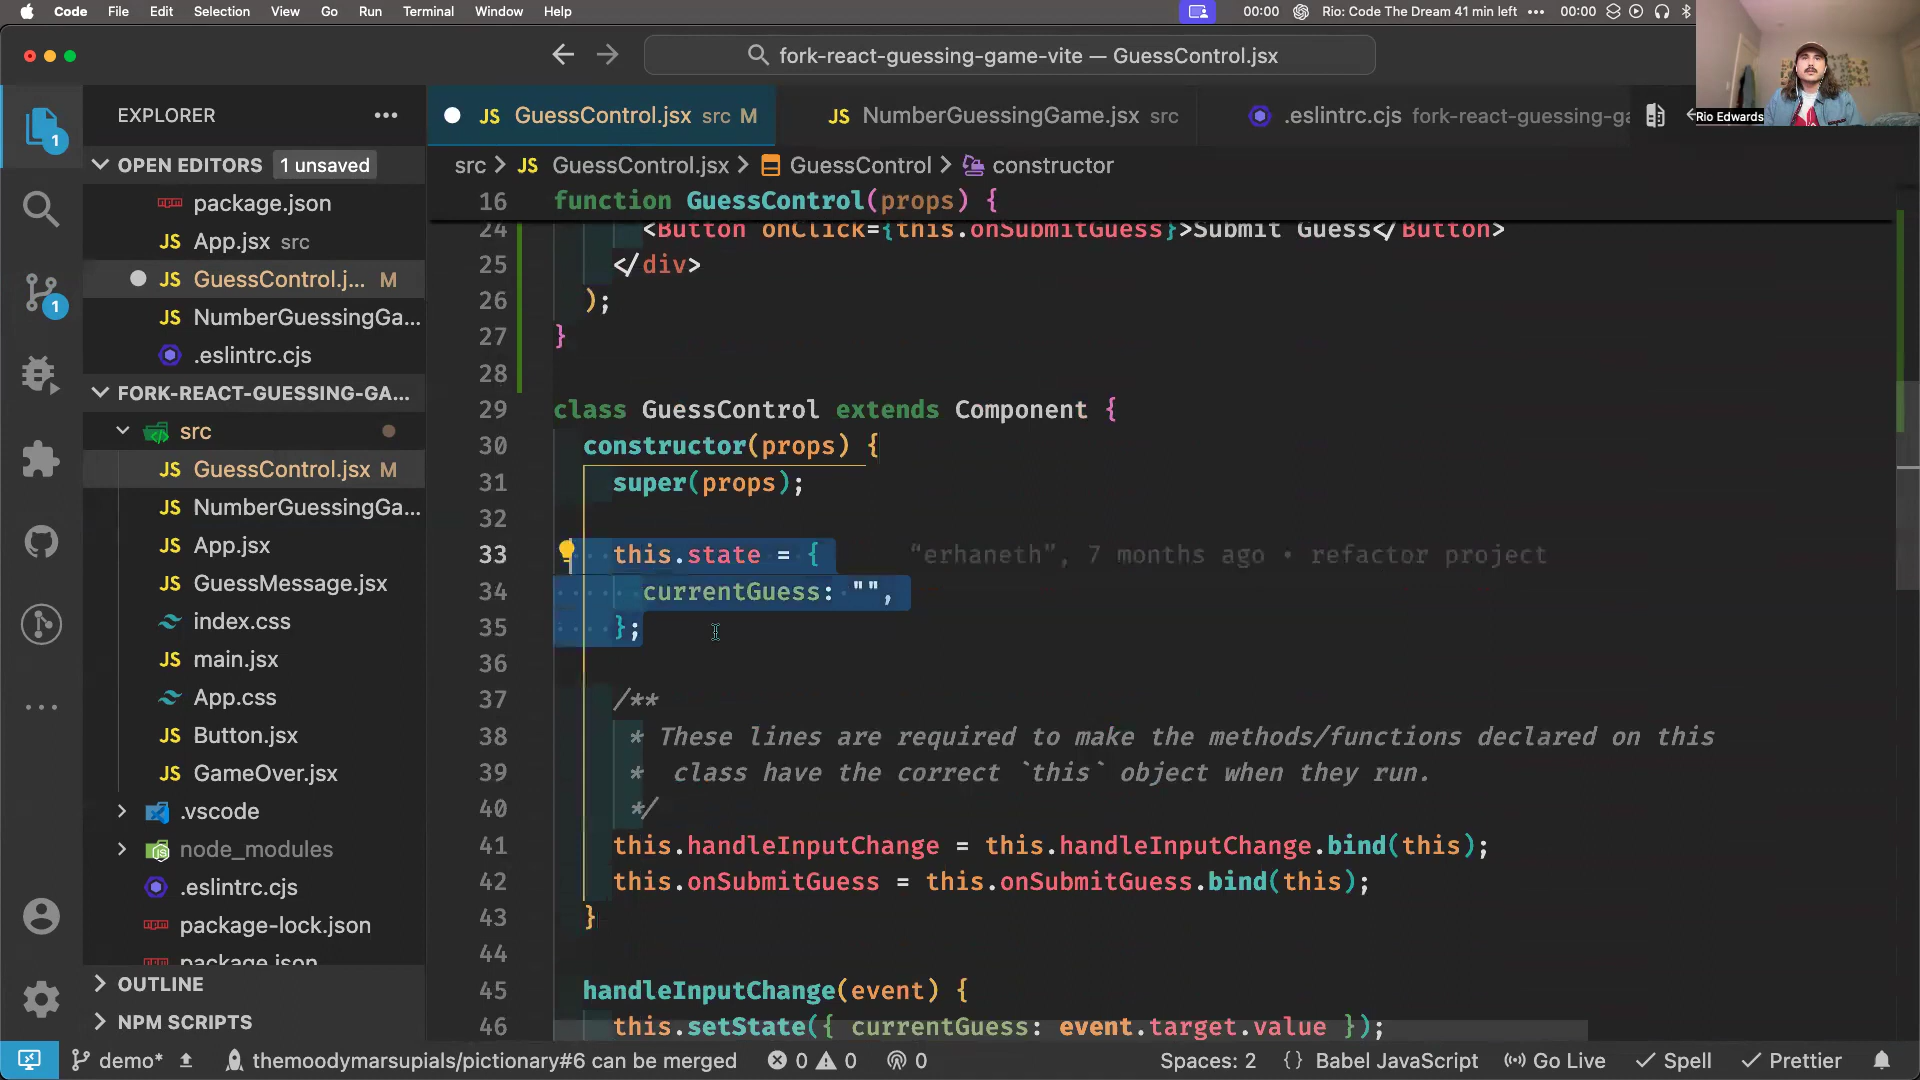 Code File Edit Selection View Go Run Terminal Window Help 00:00 Rio: Code The Dream 41 min left 00:00
fork-react-guessing-game-vite — GuessControl.jsx
Rio Edwards
EXPLORER
OPEN EDITORS 1 unsaved
package.json
App.jsx src
GuessControl.j... M
NumberGuessingGa...
.eslintrc.cjs
FORK-REACT-GUESSING-GA...
src
GuessControl.jsx M
NumberGuessingGa...
App.jsx
GuessMessage.jsx
index.css
main.jsx
App.css
Button.jsx
GameOver.jsx
.vscode
node_modules
.eslintrc.cjs
package-lock.json
package.json
OUTLINE
NPM SCRIPTS
1
1
JS GuessControl.jsx src M JS NumberGuessingGame.jsx src .eslintrc.cjs fork-react-guessing-ga
src > JS GuessControl.jsx > GuessControl > constructor
16 function GuessControl(props) {
24 <Button onClick={this.onSubmitGuess}>Submit Guess</Button>
25 </div>
26 );
27 }
28
29 class GuessControl extends Component {
30 constructor(props) {
31 super(props);
32
33 this.state = { "erhaneth", 7 months ago • refactor project
34 currentGuess: "",
35 };
36
37 /**
38 * These lines are required to make the methods/functions declared on this
39 * class have the correct `this` object when they run.
40 */
41 this.handleInputChange = this.handleInputChange.bind(this);
42 this.onSubmitGuess = this.onSubmitGuess.bind(this);
43 }
44
45 handleInputChange(event) {
46 this.setState({ currentGuess: event.target.value });
demo* themoodymarsupials/pictionary#6 can be merged 0 0 0 Spaces: 2 {} Babel JavaScript Go Live Spell Prettier